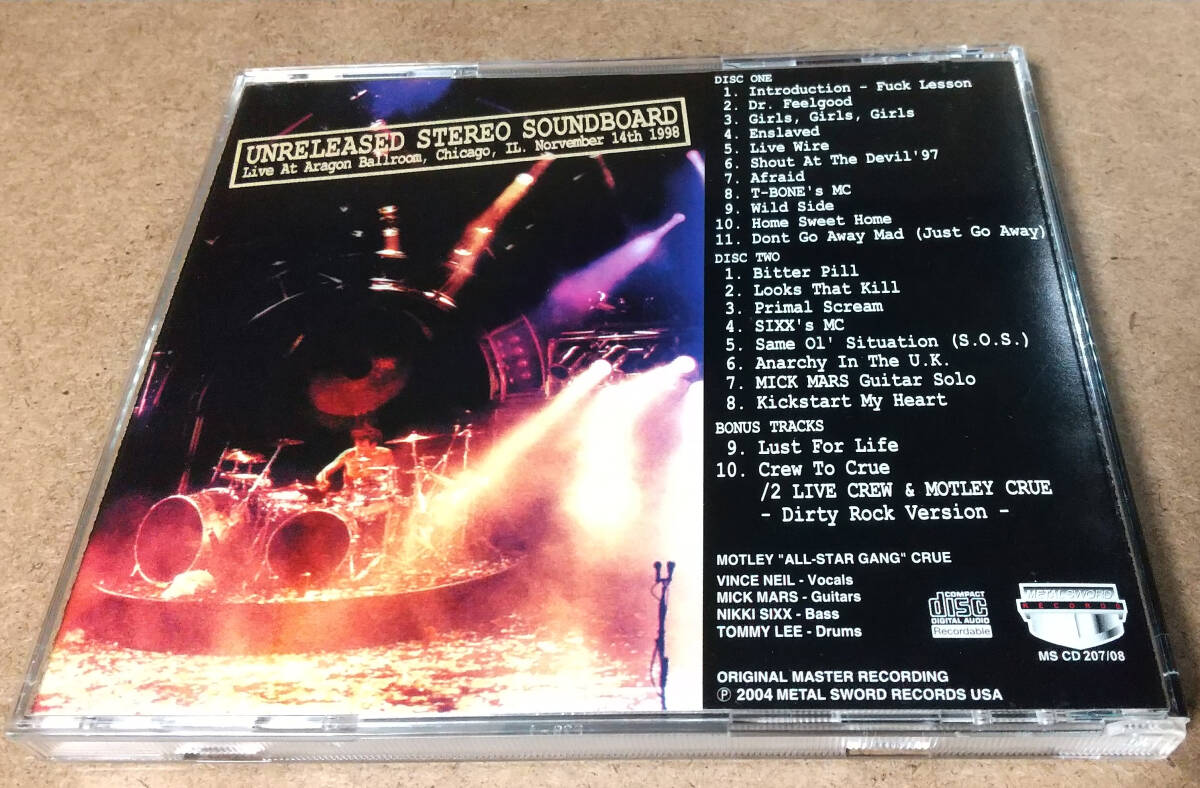 UNRELEASED STEREO SOUNDBOARD
Live At Aragon Ballroom, Chicago, IL. Norvember 14th 1998
DISC ONE
1. Introduction - Fuck Lesson
2. Dr. Feelgood
3. Girls, Girls, Girls
4. Enslaved
5. Live Wire
6. Shout At The Devil'97
7. Afraid
8. T-BONE's MC
9. Wild Side
10. Home Sweet Home
11. Dont Go Away Mad (Just Go Away)
DISC TWO
1. Bitter Pill
2. Looks That Kill
3. Primal Scream
4. SIXX's MC
5. Same Ol' Situation (S.O.S.)
6. Anarchy In The U.K.
7. MICK MARS Guitar Solo
8. Kickstart My Heart
BONUS TRACKS
9. Lust For Life
10. Crew To Crue
/2 LIVE CREW & MOTLEY CRUE
- Dirty Rock Version -
MOTLEY "ALL-STAR GANG" CRUE
VINCE NEIL - Vocals
MICK MARS - Guitars
NIKKI SIXX - Bass
TOMMY LEE - Drums
COMPACT
disc
DIGITAL AUDIO
Recordable
METAL SWORD
RECORDS
MS CD 207/08
ORIGINAL MASTER RECORDING
℗ 2004 METAL SWORD RECORDS USA